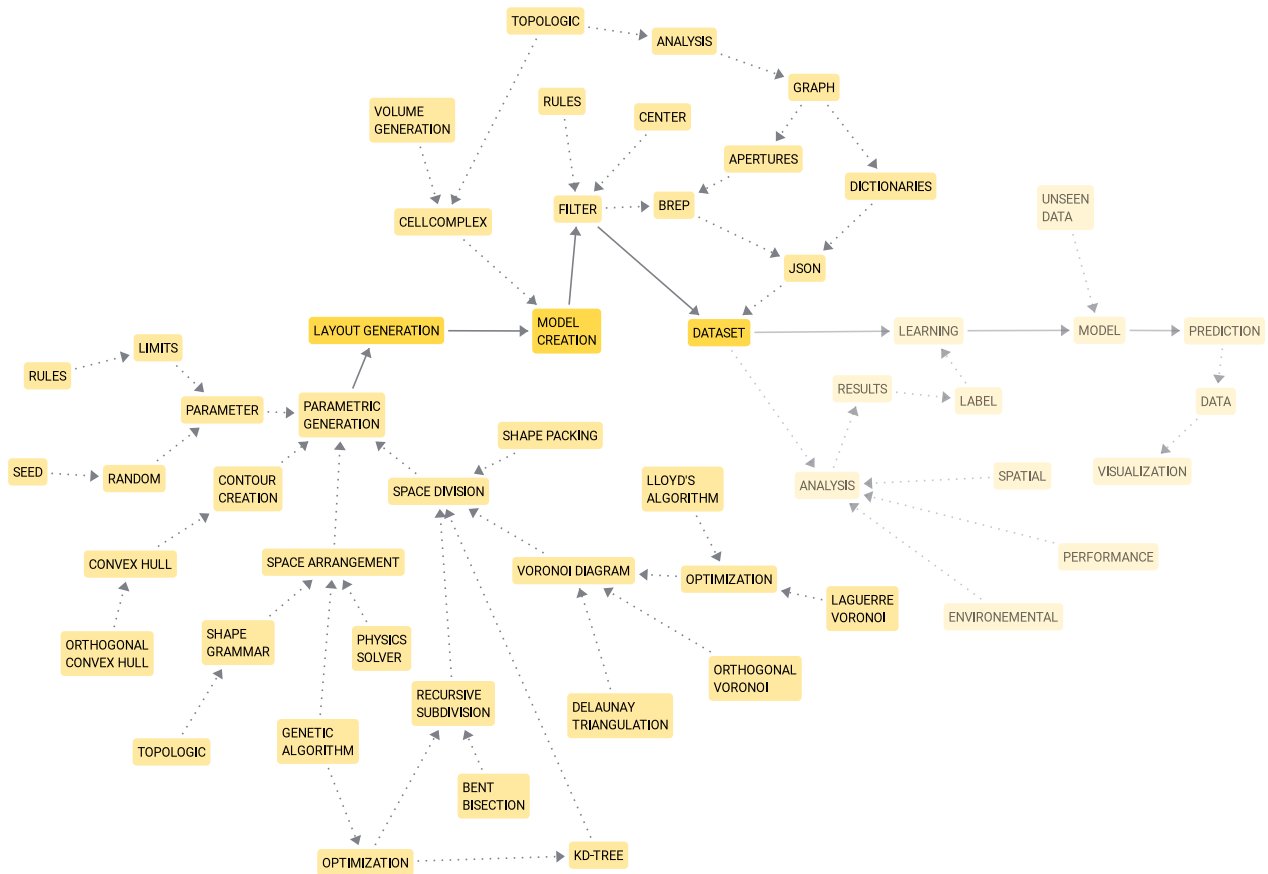 TOPOLOGIC
ANALYSIS
GRAPH
RULES
VOLUME
GENERATION
CENTER
APERTURES
DICTIONARIES
UNSEEN
DATA
CELLCOMPLEX
FILTER
BREP
JSON
LAYOUT GENERATION
MODEL
CREATION
DATASET
LEARNING
MODEL
PREDICTION
LIMITS
RULES
PARAMETER
PARAMETRIC
GENERATION
RESULTS
LABEL
DATA
SHAPE PACKING
SEED
RANDOM
CONTOUR
CREATION
SPACE DIVISION
LLOYD'S
ALGORITHM
ANALYSIS
SPATIAL
VISUALIZATION
CONVEX HULL
SPACE ARRANGEMENT
VORONOI DIAGRAM
OPTIMIZATION
PERFORMANCE
LAGUERRE
VORONOI
ENVIRONEMENTAL
ORTHOGONAL
CONVEX HULL
SHAPE
GRAMMAR
PHYSICS
SOLVER
ORTHOGONAL
VORONOI
RECURSIVE
SUBDIVISION
DELAUNAY
TRIANGULATION
TOPOLOGIC
GENETIC
ALGORITHM
BENT
BISECTION
OPTIMIZATION
KD-TREE